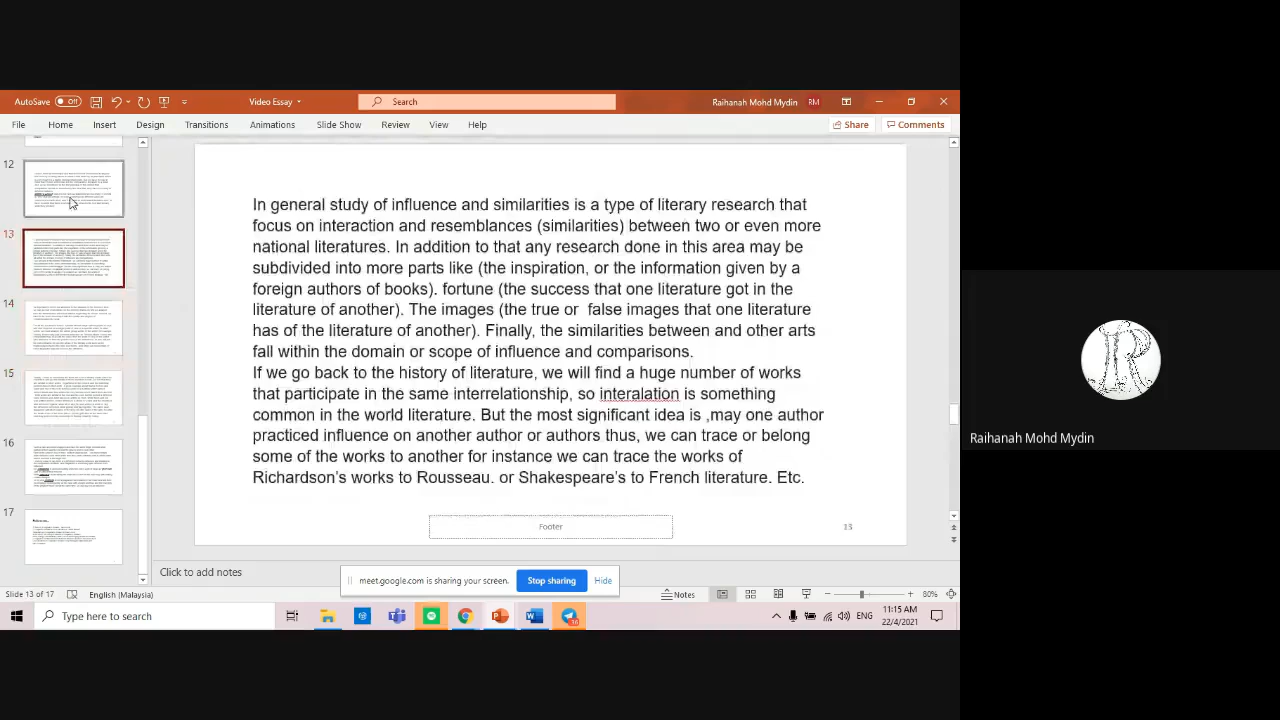 AutoSave Off Video Essay Search Raihanah Mohd Mydin RM
File Home Insert Design Transitions Animations Slide Show Review View Help Share Comments
12
13
14
15
16
17
In general study of influence and similarities is a type of literary research that
focus on interaction and resemblances (similarities) between two or even more
national literatures. In addition to that any research done in this area may be
subdivided into more parts like (the inspiration, or the information given by a
foreign authors of books). fortune (the success that one literature got in the
literature of another). The images (the true or false images that one literature
has of the literature of another. Finally, the similarities between and other arts
fall within the domain or scope of influence and comparisons.
If we go back to the history of literature, we will find a huge number of works
that participate in the same interrelationship, so interalation is something
common in the world literature. But the most significant idea is ,may one author
practiced influence on another author or authors thus, we can trace or belong
some of the works to another for instance we can trace the works of
Richardson's works to Rousseau. or Shakespeare's to French literature. Etc.
Footer 13
Click to add notes
meet.google.com is sharing your screen. Stop sharing Hide
Slide 13 of 17 English (Malaysia) Notes 80%
Type here to search 11:15 AM
ENG
22/4/2021
Raihanah Mohd Mydin